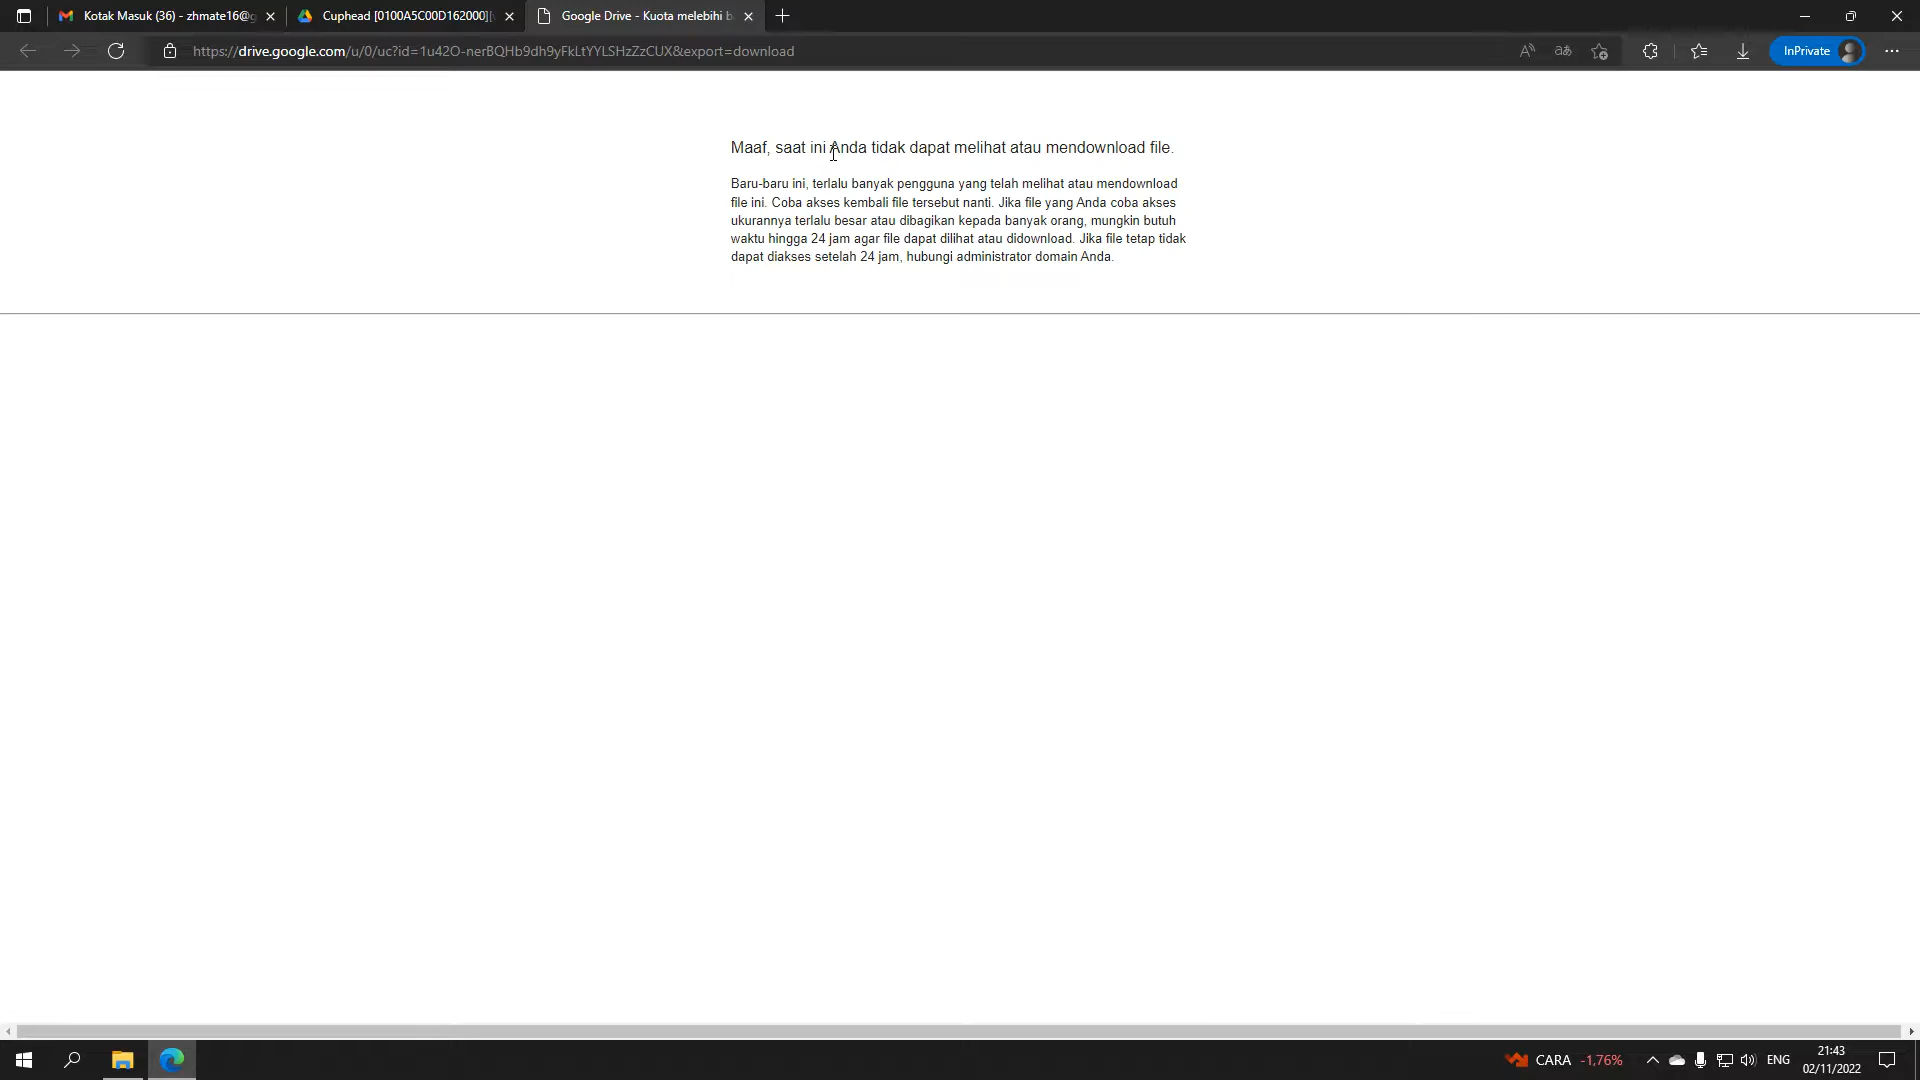 Kotak Masuk (36) - zhmate16@g
Cuphead [0100A5C00D162000][
Google Drive - Kuota melebihi b
https://drive.google.com/u/0/uc?id=1u42O-nerBQHb9dh9yFkLtYYLSHzZzCUX&export=download
InPrivate
Maaf, saat ini Anda tidak dapat melihat atau mendownload file.
Baru-baru ini, terlalu banyak pengguna yang telah melihat atau mendownload
file ini. Coba akses kembali file tersebut nanti. Jika file yang Anda coba akses
ukurannya terlalu besar atau dibagikan kepada banyak orang, mungkin butuh
waktu hingga 24 jam agar file dapat dilihat atau didownload. Jika file tetap tidak
dapat diakses setelah 24 jam, hubungi administrator domain Anda.
CARA -1,76%
ENG
21:43
02/11/2022